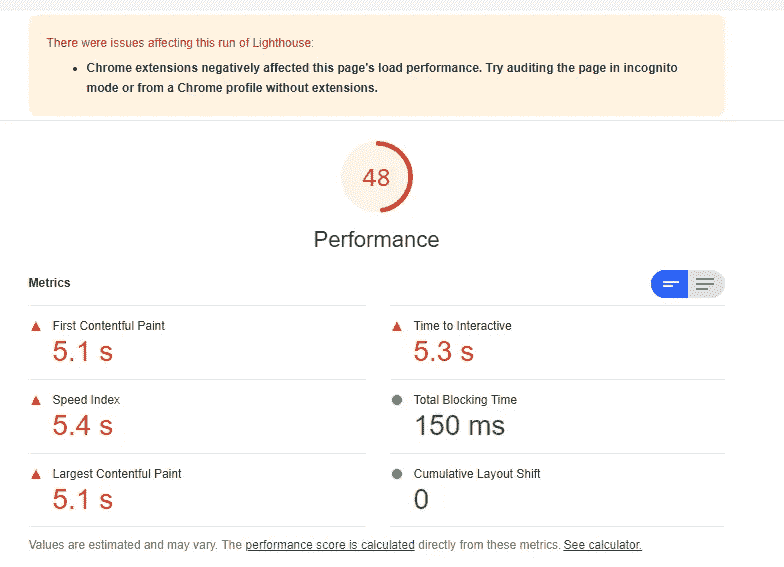 There were issues affecting this run of Lighthouse:
• Chrome extensions negatively affected this page's load performance. Try auditing the page in incognito
mode or from a Chrome profile without extensions.
48
Performance
Metrics
First Contentful Paint
5.1 s
Time to Interactive
5.3 s
Speed Index
5.4 s
Total Blocking Time
150 ms
Largest Contentful Paint
5.1 s
Cumulative Layout Shift
0
Values are estimated and may vary. The performance score is calculated directly from these metrics. See calculator.